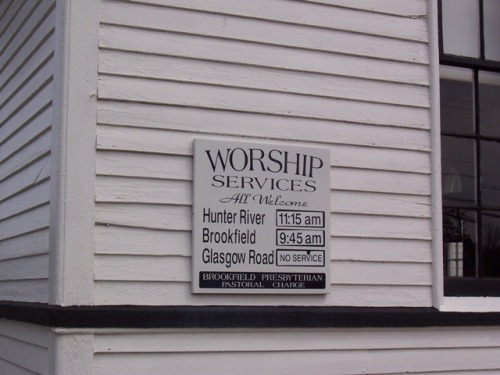 WORSHIP
SERVICES
All Welcome
Hunter River 11:15 am
Brookfield 9:45 am
Glasgow Road NO SERVICE
BROOKFIELD PRESBYTERIAN
PASTORAL CHARGE